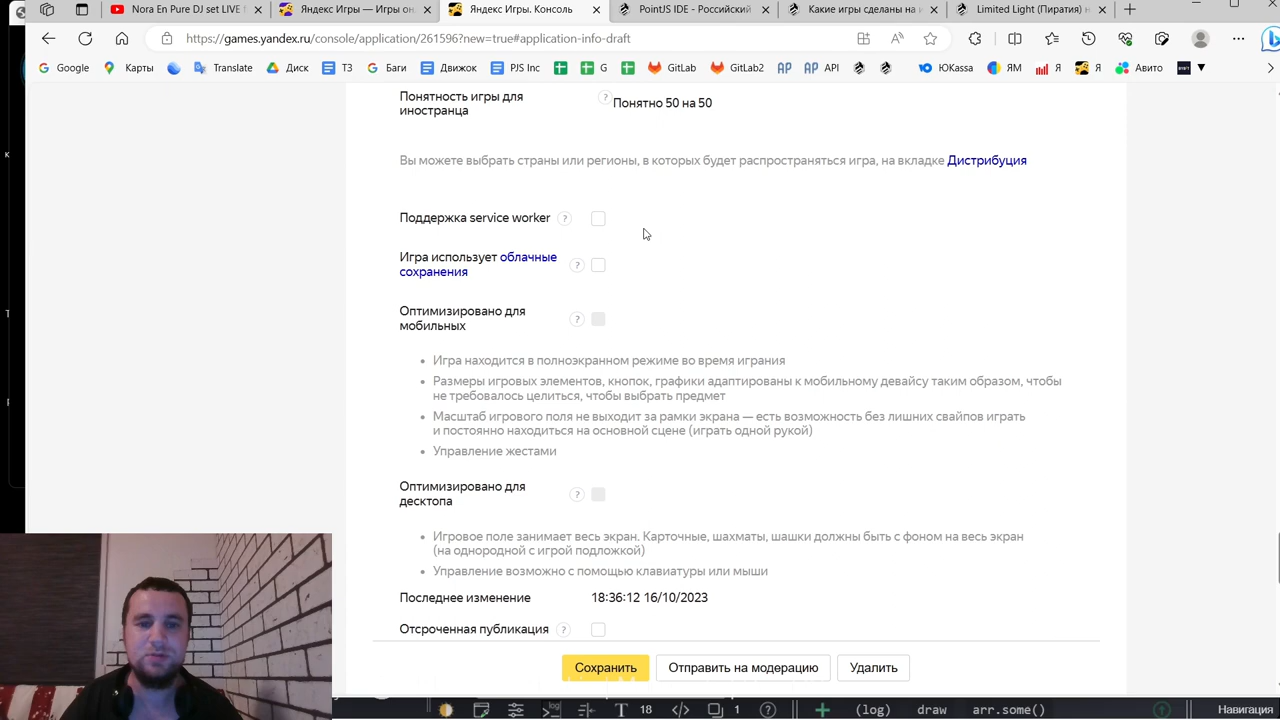 Nora En Pure DJ set LIVE f
Яндекс Игры — Игры он
Яндекс Игры. Консоль
PointJS IDE - Российский
Какие игры сделаны на
Limited Light (Пиратия)
https://games.yandex.ru/console/application/261596?new=true#application-info-draft
Google
Карты
Translate
Диск
ТЗ
Баги
Движок
PJS Inc
G
GitLab
GitLab2
API
ЮKassa
ЯМ
Я
Я
Авито
Понятность игры для
иностранца
? Понятно 50 на 50
Вы можете выбрать страны или регионы, в которых будет распространяться игра, на вкладке Дистрибуция
Поддержка service worker ?
Игра использует облачные
сохранения ?
Оптимизировано для
мобильных ?
• Игра находится в полноэкранном режиме во время играния
• Размеры игровых элементов, кнопок, графики адаптированы к мобильному девайсу таким образом, чтобы
не требовалось целиться, чтобы выбрать предмет
• Масштаб игрового поля не выходит за рамки экрана — есть возможность без лишних свайпов играть
и постоянно находиться на основной сцене (играть одной рукой)
• Управление жестами
Оптимизировано для
десктопа ?
• Игровое поле занимает весь экран. Карточные, шахматы, шашки должны быть с фоном на весь экран
(на однородной с игрой подложкой)
• Управление возможно с помощью клавиатуры или мыши
Последнее изменение 18:36:12 16/10/2023
Отсроченная публикация ?
Сохранить Отправить на модерацию Удалить
T 18 </> 1 ? + (log) draw arr.some() Навигация